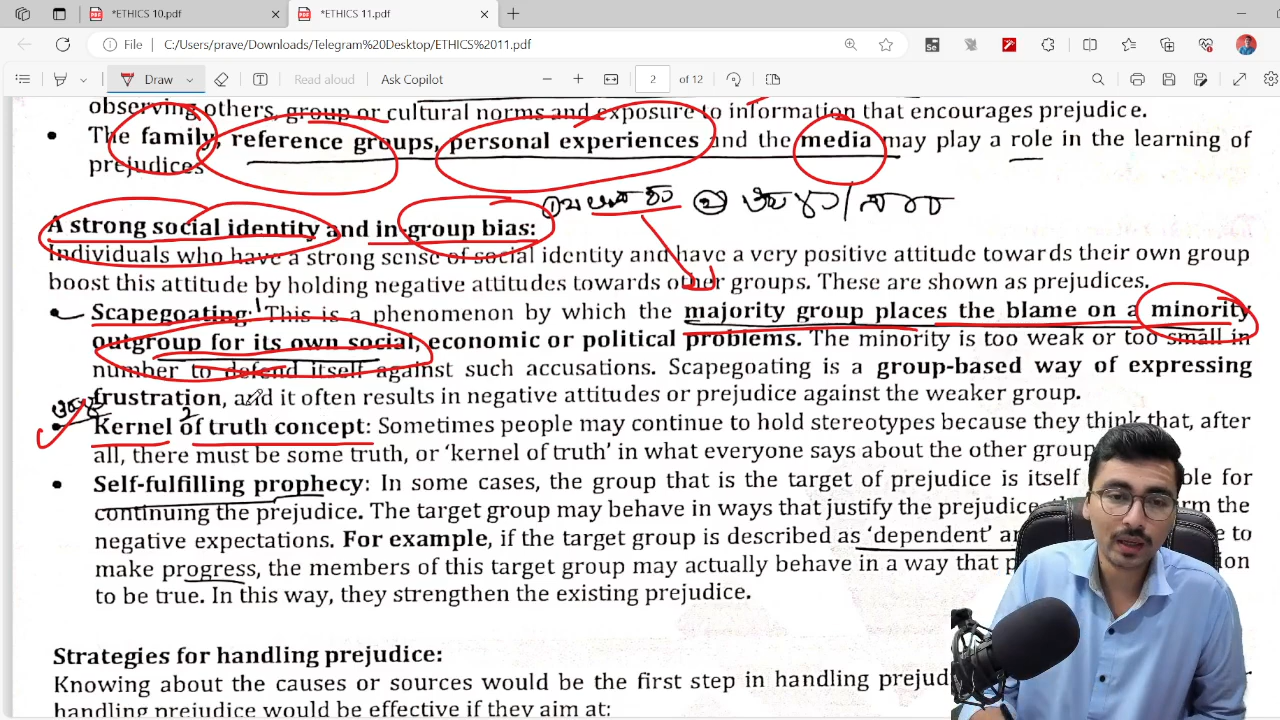 *ETHICS 10.pdf
*ETHICS 11.pdf
File
C:/Users/prave/Downloads/Telegram%20Desktop/ETHICS%2011.pdf
Draw
Read aloud
Ask Copilot
2
of 12
observing others, group or cultural norms and exposure to information that encourages prejudice.
• The family, reference groups, personal experiences and the media may play a role in the learning of
prejudices
A strong social identity and in-group bias:
Individuals who have a strong sense of social identity and have a very positive attitude towards their own group
boost this attitude by holding negative attitudes towards other groups. These are shown as prejudices.
• Scapegoating: This is a phenomenon by which the majority group places the blame on a minority
outgroup for its own social, economic or political problems. The minority is too weak or too small in
number to defend itself against such accusations. Scapegoating is a group-based way of expressing
frustration, and it often results in negative attitudes or prejudice against the weaker group.
• Kernel of truth concept: Sometimes people may continue to hold stereotypes because they think that, after
all, there must be some truth, or ‘kernel of truth’ in what everyone says about the other group
• Self-fulfilling prophecy: In some cases, the group that is the target of prejudice is itself for
continuing the prejudice. The target group may behave in ways that justify the prejudice the
negative expectations. For example, if the target group is described as ‘dependent’ to
make progress, the members of this target group may actually behave in a way that
to be true. In this way, they strengthen the existing prejudice.
Strategies for handling prejudice:
Knowing about the causes or sources would be the first step in handling
handling prejudice would be effective if they aim at: